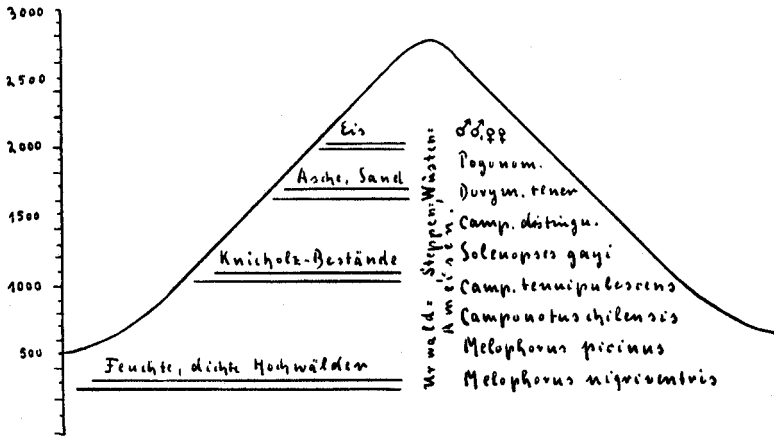 3000
2500
2000
1500
1000
500
Eis
Asche, Sand
Knieholz-Bestände
Feuchte, dichte Hochwälder
Urwald= Steppen=,Wüsten=
Ameisen.
♂♂,♀♀
Pogonom.
Dorym. tener
Camp. distingu.
Solenopses gayi
Camp. tenuipubescens
Camponotus chilensis
Melophorus picinus
Melophorus nigriventris